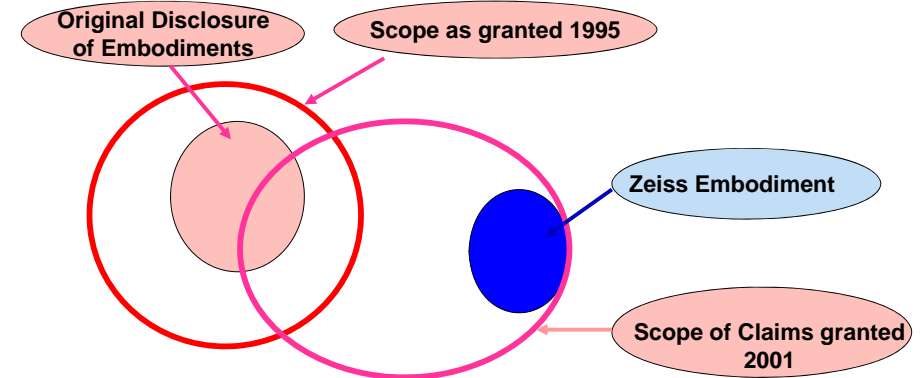 Original Disclosure
of Embodiments
Scope as granted 1995
Zeiss Embodiment
Scope of Claims granted
2001